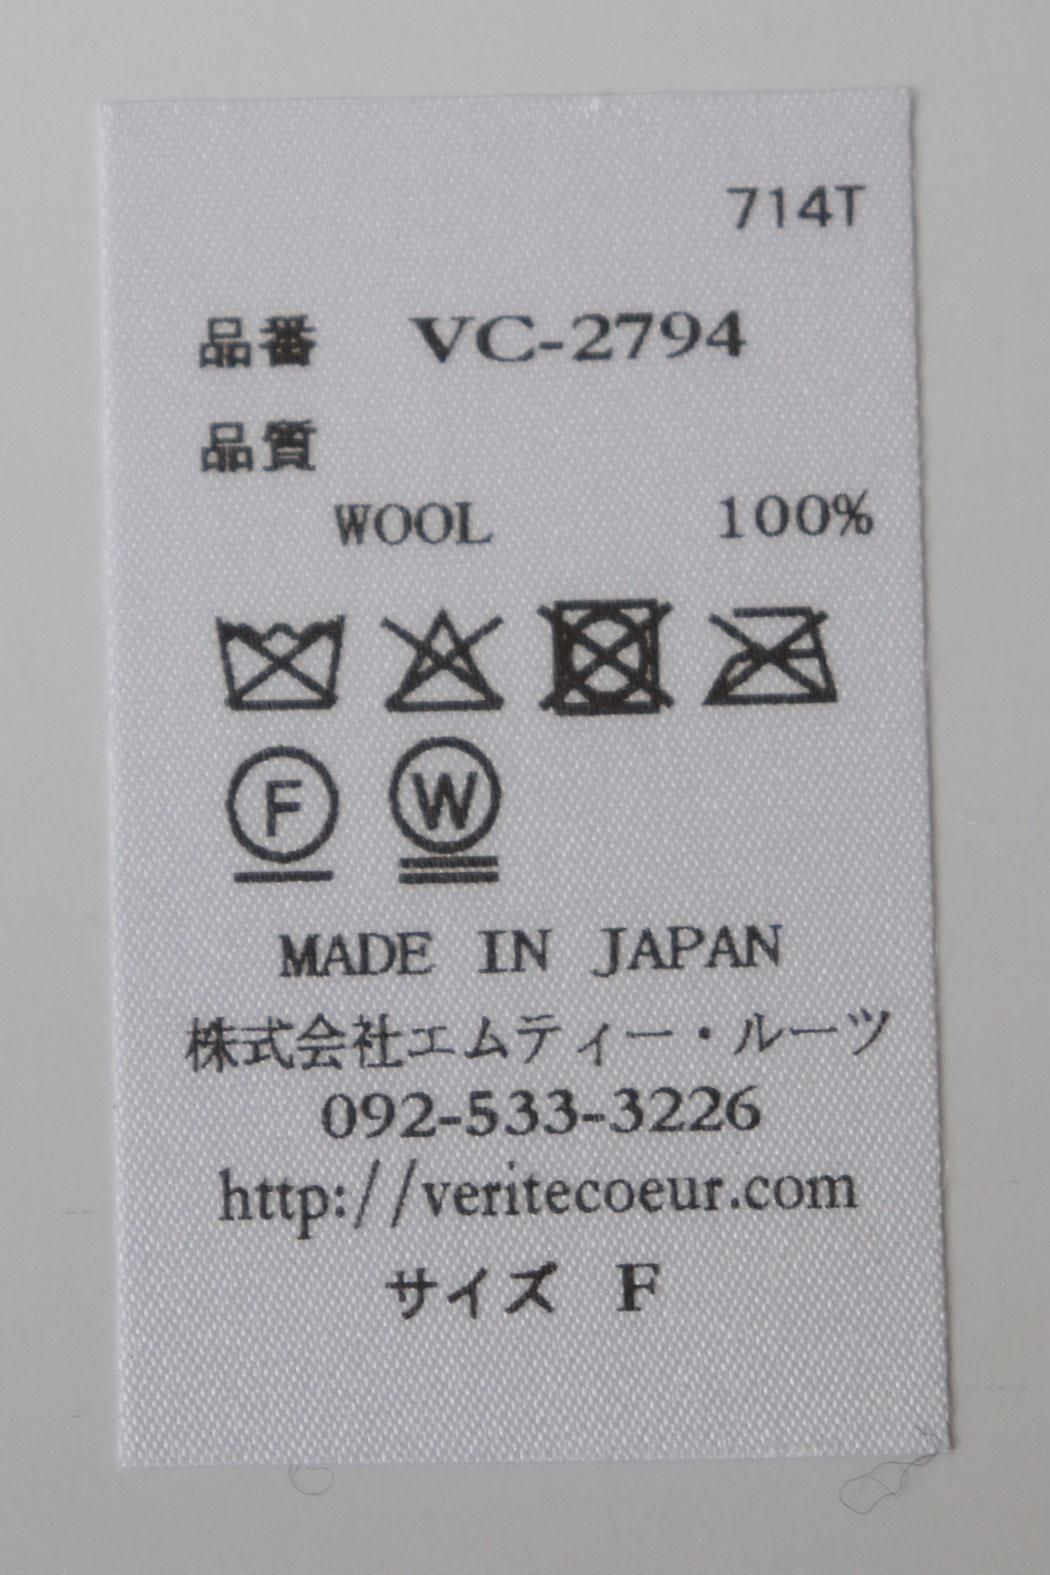 714T
品番 VC-2794
品質
WOOL 100%
F W
MADE IN JAPAN
株式会社エムティー・ルーツ
092-533-3226
http://veritecoeur.com
サイズ F